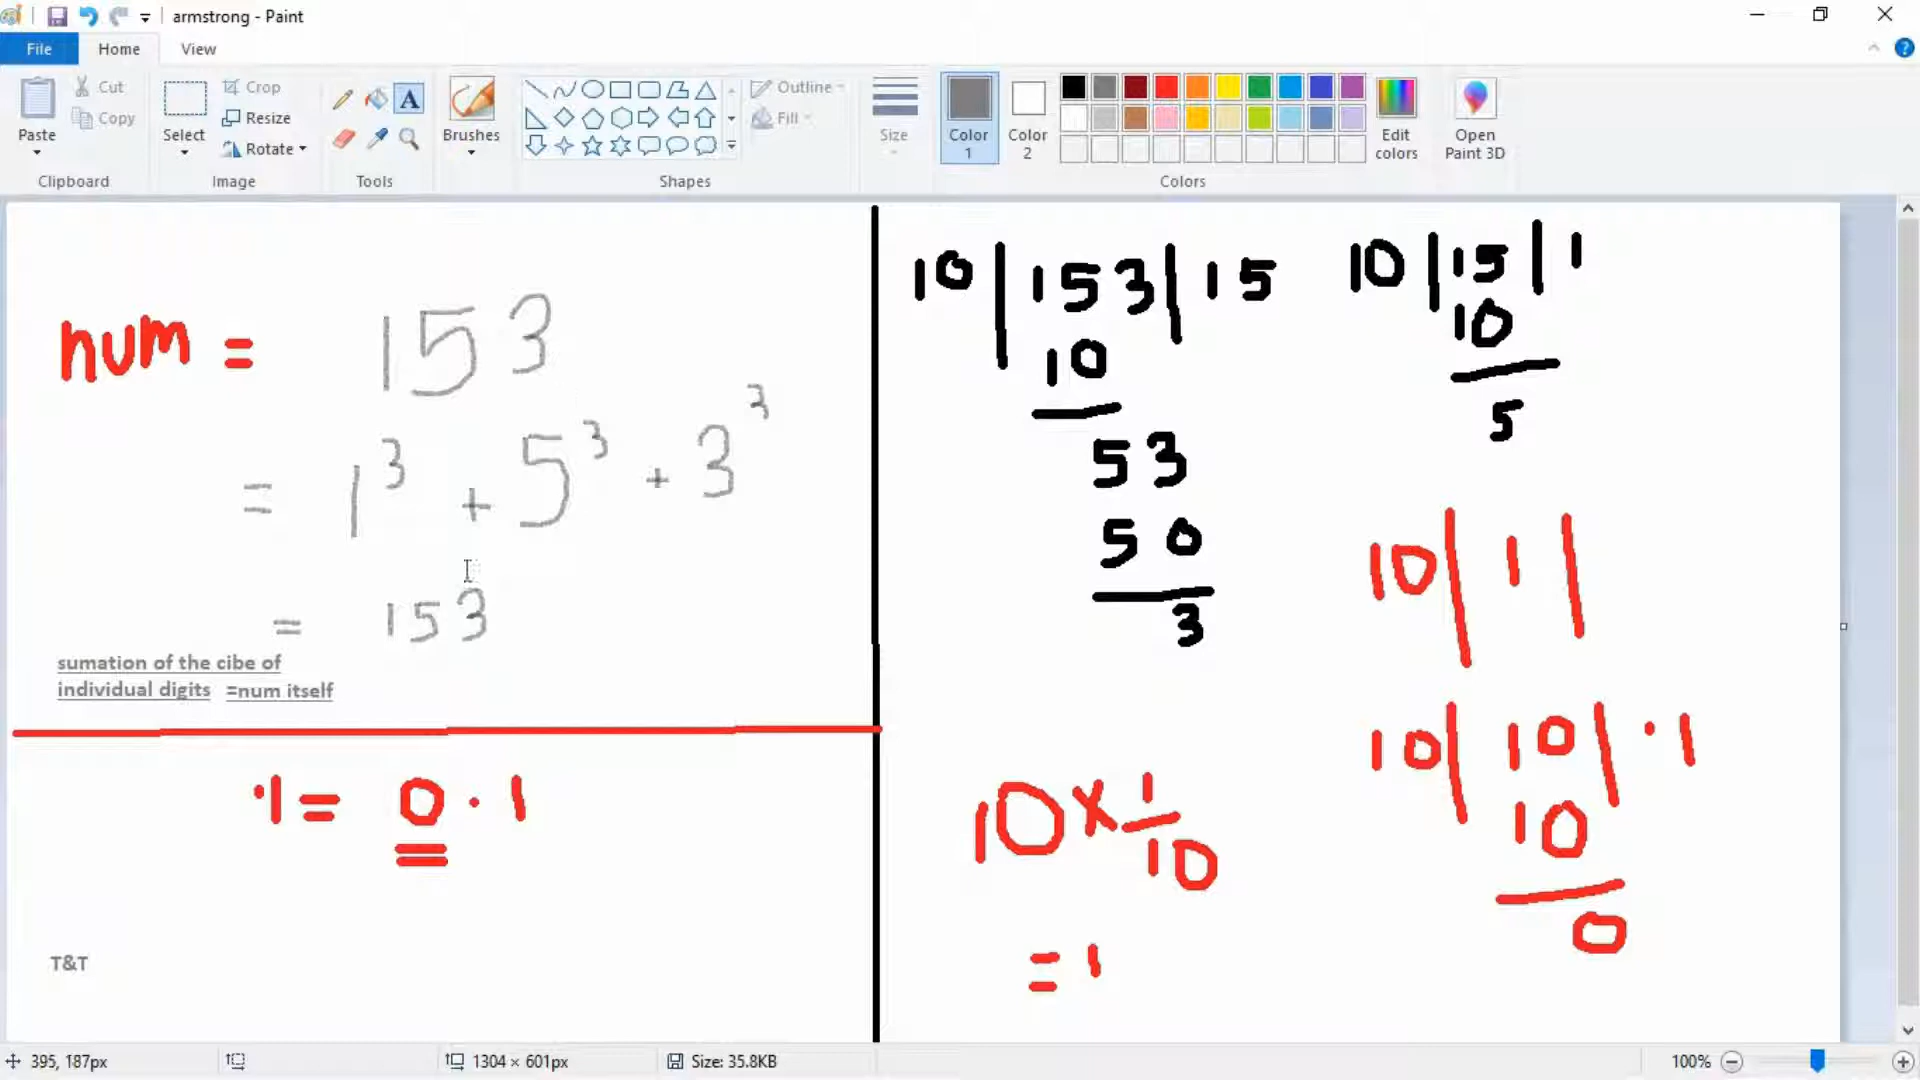 armstrong - Paint
File Home View
Paste
Cut
Copy
Clipboard
Select
Crop
Resize
Rotate
Image
A
Tools
Brushes
Shapes
Outline
Fill
Size
Color 1
Color 2
Edit colors
Open Paint 3D
Colors
num = 153
= 1³ + 5³ + 3³
= 153
sumation of the cibe of
individual digits =num itself
.1 = 0.1
T&T
10 | 153 | 15
10
53
50
3
10 | 15 | 1
10
5
10 | 1 |
10 | 10 | .1
10
0
10 x 1/10
= 1
395, 187px
1304 × 601px
Size: 35.8KB
100%